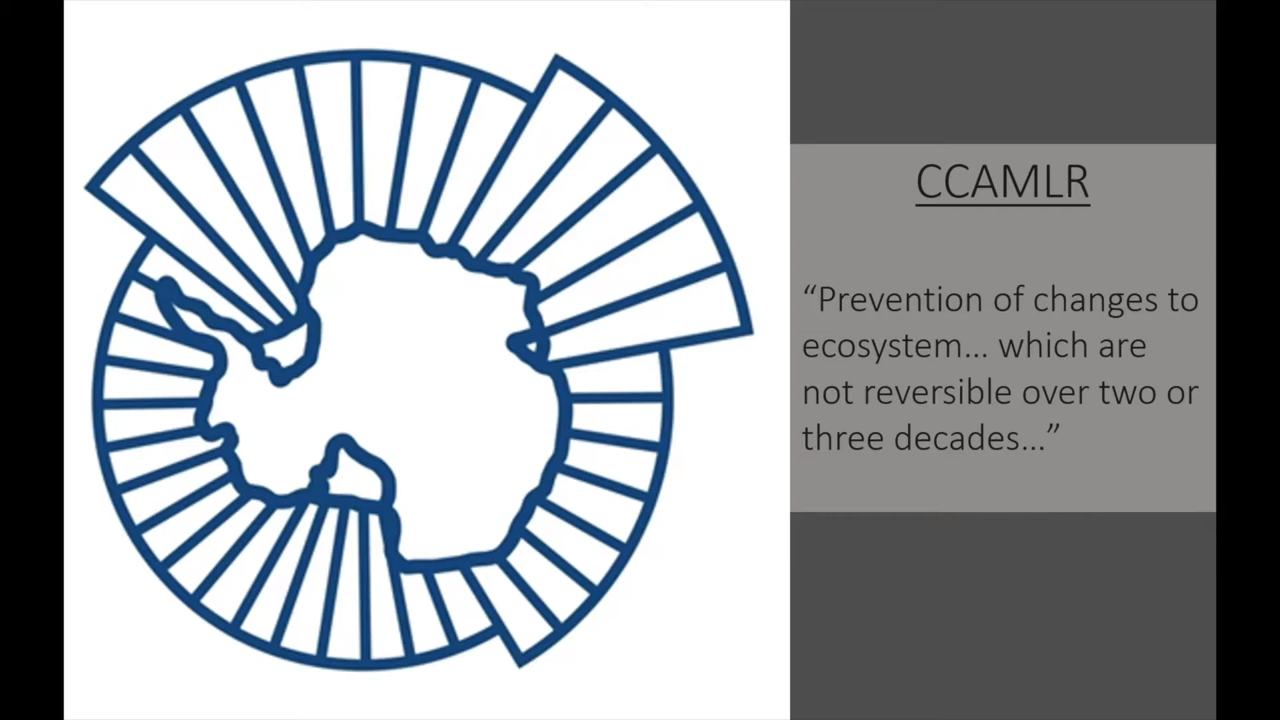 CCAMLR
“Prevention of changes to
ecosystem... which are
not reversible over two or
three decades...”